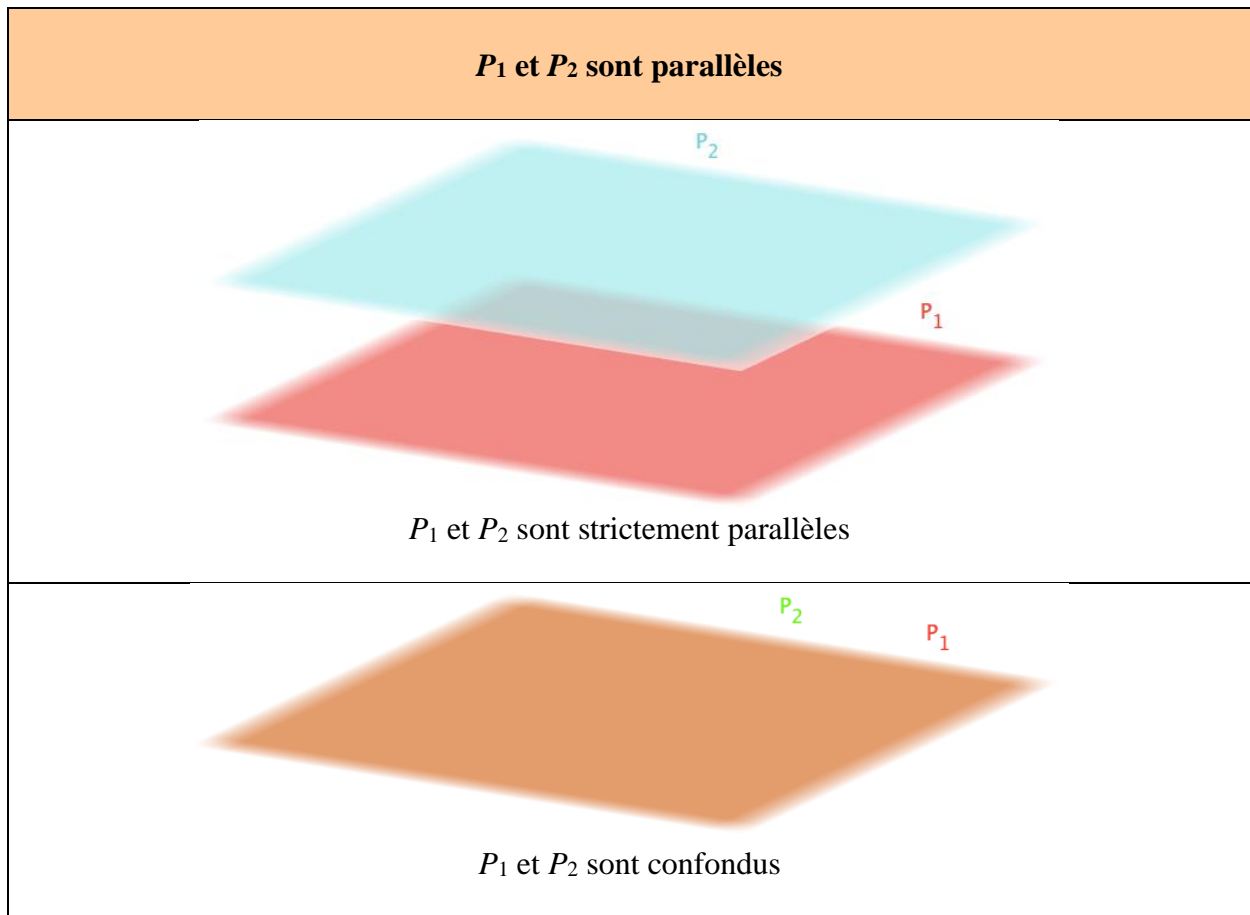 P₁ et P₂ sont parallèles
P₂
P₁
P₁ et P₂ sont strictement parallèles
P₂
P₁
P₁ et P₂ sont confondus